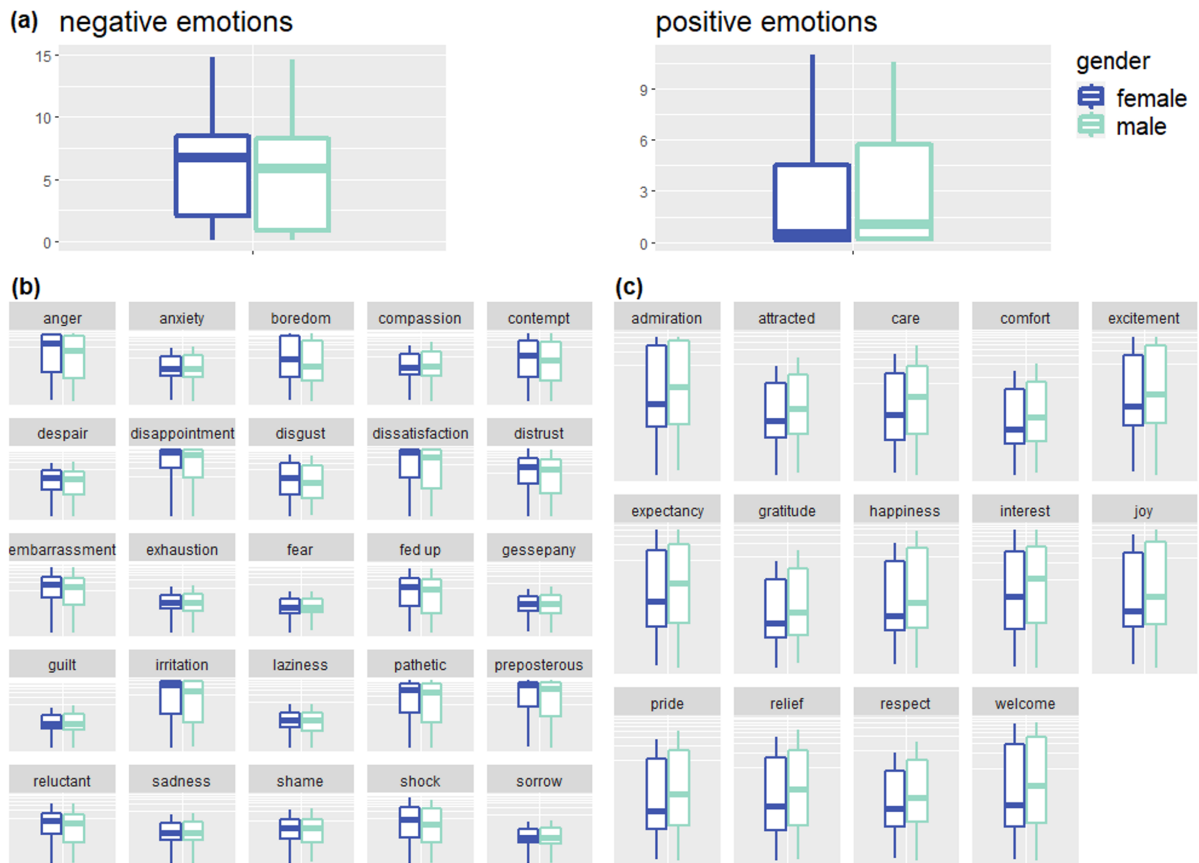 (a) negative emotions positive emotions
gender
female
male
15
10
5
0
9
6
3
0
(b) (c)
anger anxiety boredom compassion contempt
despair disappointment disgust dissatisfaction distrust
embarrassment exhaustion fear fed up gessepany
guilt irritation laziness pathetic preposterous
reluctant sadness shame shock sorrow
admiration attracted care comfort excitement
expectancy gratitude happiness interest joy
pride relief respect welcome